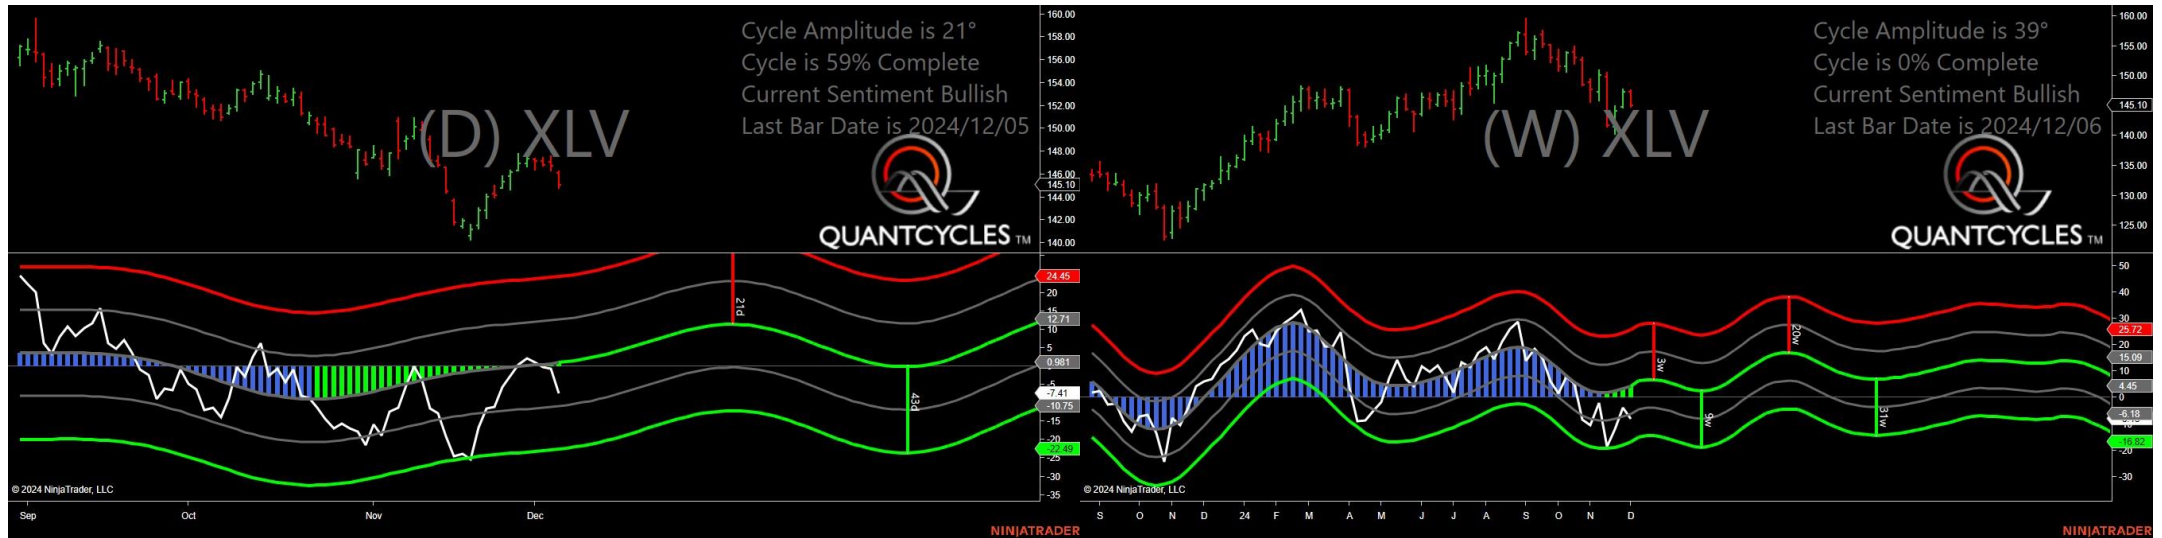 Cycle Amplitude is 21°
Cycle is 59% Complete
Current Sentiment Bullish
Last Bar Date is 2024/12/05
(D) XLV
QUANTCYCLES TM
160.00
158.00
156.00
154.00
152.00
150.00
148.00
146.00
145.10
144.00
142.00
140.00
24.45
20
15
12.71
10
5
0.981
-5
-7.41
-10.75
-15
-20
-22.49
-25
-30
-35
21d
43d
© 2024 NinjaTrader, LLC
Sep Oct Nov Dec
NINJATRADER
Cycle Amplitude is 39°
Cycle is 0% Complete
Current Sentiment Bullish
Last Bar Date is 2024/12/06
(W) XLV
QUANTCYCLES TM
160.00
155.00
150.00
145.10
140.00
135.00
130.00
125.00
50
40
30
25.72
20
15.09
10
4.45
0
-6.18
-16.82
-20
-30
3w
9w
20w
31w
© 2024 NinjaTrader, LLC
S O N D 24 F M A M J J A S O N D
NINJATRADER